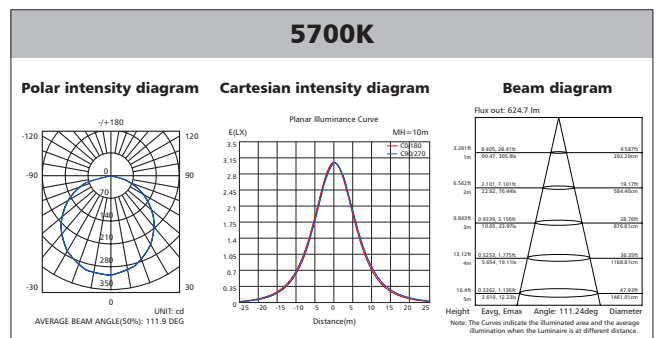 5700K
Polar intensity diagram
Cartesian intensity diagram
Beam diagram
-/+180
-120
120
-90
90
-30
30
0
0
70
140
210
280
350
UNIT: cd
AVERAGE BEAM ANGLE(50%): 111.9 DEG
Planar Illuminance Curve
E(LX)
MH=10m
C0/180
C90/270
3.5
3.15
2.8
2.45
2.1
1.75
1.4
1.05
0.7
0.35
0
-25 -20 -15 -10 -5 0 5 10 15 20 25
Distance(m)
Flux out: 624.7 lm
3.281ft 8.405, 28.41fc 9.587ft
1m 90.47, 305.8lx 292.20cm
6.562ft 2.101, 7.101fc 19.17ft
2m 22.62, 76.44lx 584.40cm
9.843ft 0.9339, 3.156fc 28.76ft
3m 10.05, 33.97lx 876.61cm
13.12ft 0.5253, 1.775fc 38.35ft
4m 5.654, 19.11lx 1168.81cm
16.4ft 0.3362, 1.136fc 47.93ft
5m 3.619, 12.23lx 1461.01cm
Height Eavg, Emax Angle: 111.24deg Diameter
Note: The Curves indicate the illuminated area and the average
illumination when the Luminaire is at different distance.